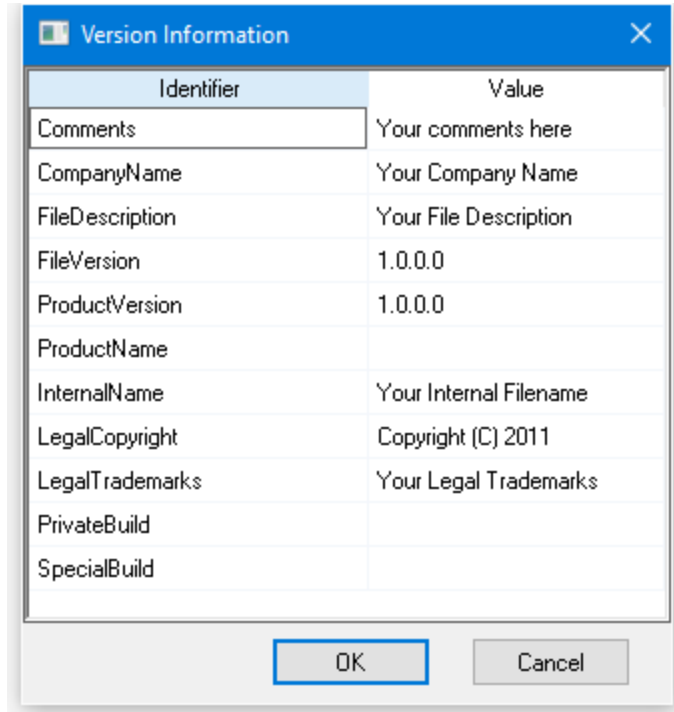 Version Information
Identifier Value
Comments Your comments here
CompanyName Your Company Name
FileDescription Your File Description
FileVersion 1.0.0.0
ProductVersion 1.0.0.0
ProductName
InternalName Your Internal Filename
LegalCopyright Copyright (C) 2011
LegalTrademarks Your Legal Trademarks
PrivateBuild
SpecialBuild
OK Cancel